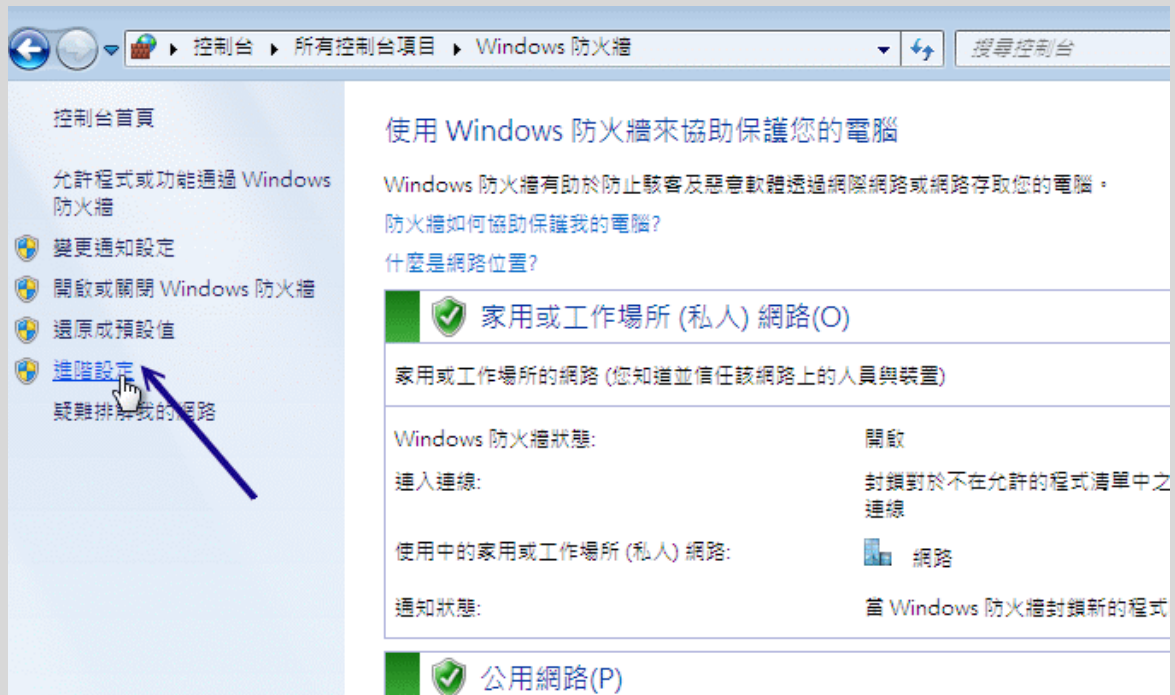 控制台 ▸ 所有控制台項目 ▸ Windows 防火牆
搜尋控制台
控制台首頁
允許程式或功能通過 Windows
防火牆
變更通知設定
開啟或關閉 Windows 防火牆
還原成預設值
進階設定
疑難排解我的網路
使用 Windows 防火牆來協助保護您的電腦
Windows 防火牆有助於防止駭客及惡意軟體透過網際網路或網路存取您的電腦。
防火牆如何協助保護我的電腦?
什麼是網路位置?
家用或工作場所 (私人) 網路(O)
家用或工作場所的網路 (您知道並信任該網路上的人員與裝置)
Windows 防火牆狀態: 開啟
連入連線: 封鎖對於不在允許的程式清單中之
連線
使用中的家用或工作場所 (私人) 網路: 網路
通知狀態: 當 Windows 防火牆封鎖新的程式
公用網路(P)